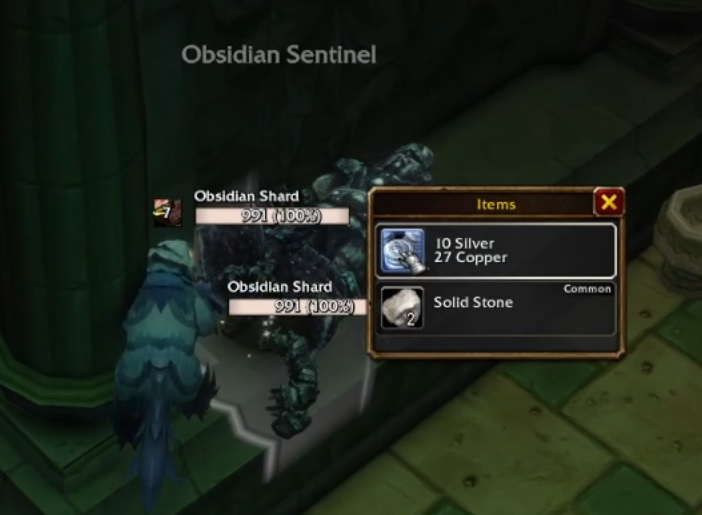 Obsidian Sentinel
7
Obsidian Shard
991 (100%)
Obsidian Shard
991 (100%)
Items
10 Silver
27 Copper
Common
Solid Stone
2